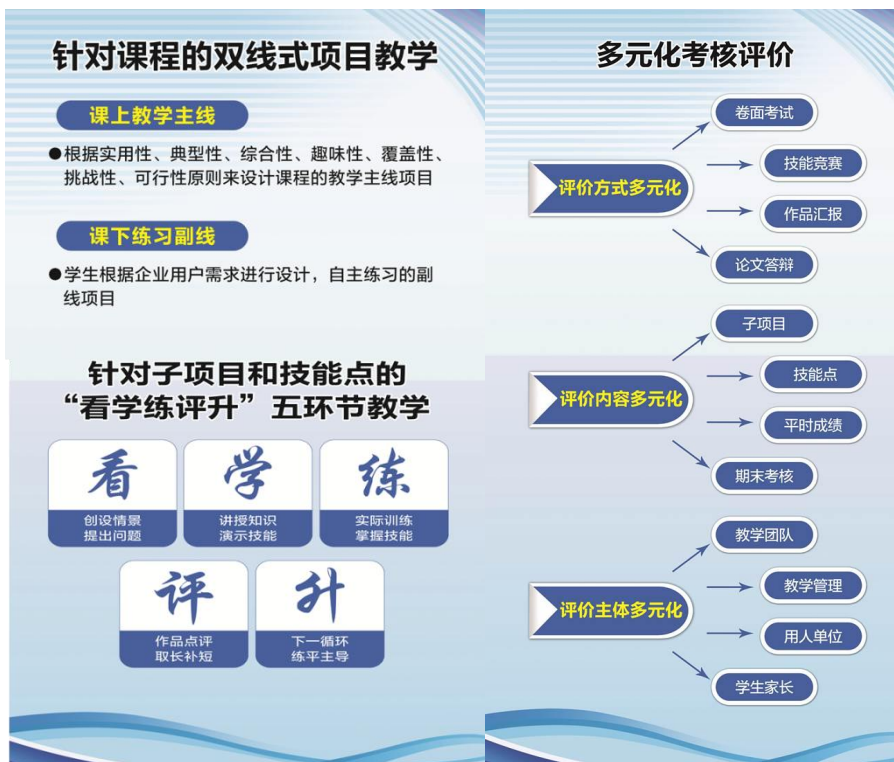 针对课程的双线式项目教学
课上教学主线
●根据实用性、典型性、综合性、趣味性、覆盖性、
挑战性、可行性原则来设计课程的教学主线项目
课下练习副线
●学生根据企业用户需求进行设计，自主练习的副
线项目
针对子项目和技能点的
“看学练评升”五环节教学
看
创设情景
提出问题
学
讲授知识
演示技能
练
实际训练
掌握技能
评
作品点评
取长补短
升
下一循环
练平主导
多元化考核评价
评价方式多元化
卷面考试
技能竞赛
作品汇报
论文答辩
评价内容多元化
子项目
技能点
平时成绩
期末考核
评价主体多元化
教学团队
教学管理
用人单位
学生家长